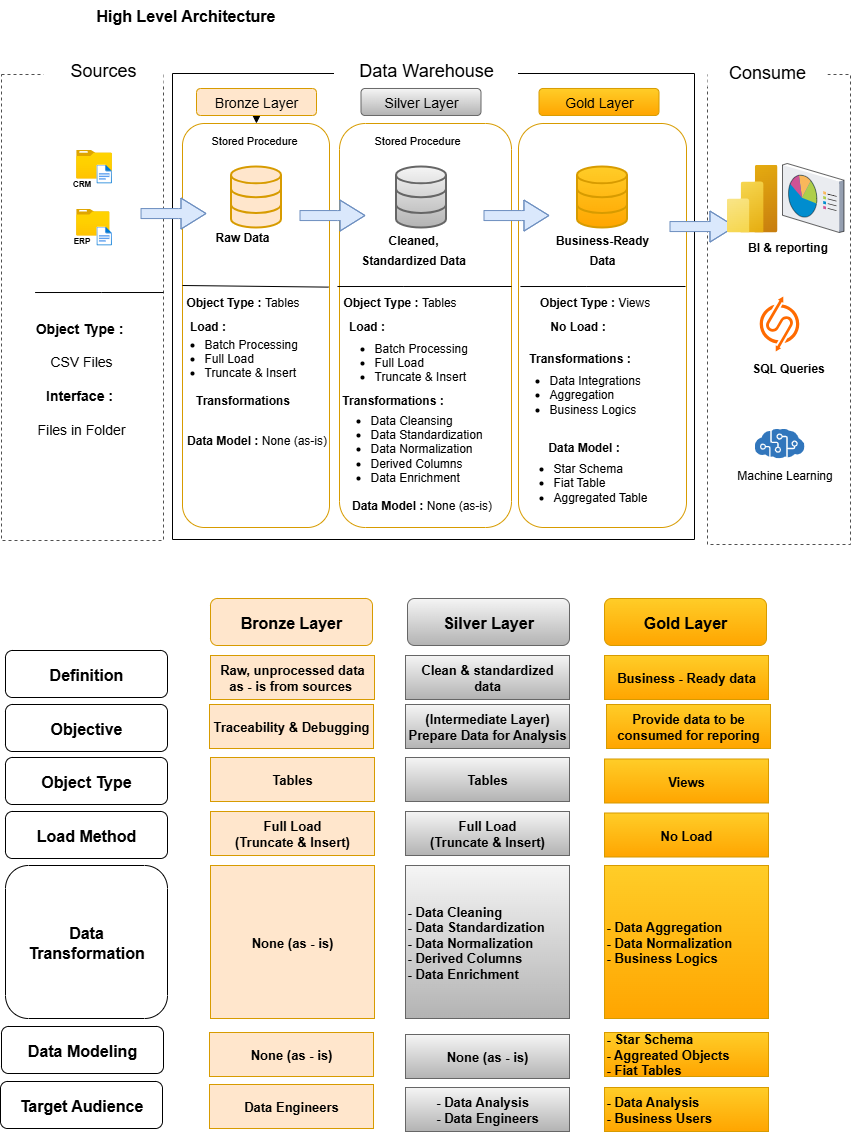 High Level Architecture
Sources
CRM
ERP
Object Type :
CSV Files
Interface :
Files in Folder
Data Warehouse
Bronze Layer
Stored Procedure
Raw Data
Object Type : Tables
Load :
• Batch Processing
• Full Load
• Truncate & Insert
Transformations
Data Model : None (as-is)
Silver Layer
Stored Procedure
Cleaned,
Standardized Data
Object Type : Tables
Load :
• Batch Processing
• Full Load
• Truncate & Insert
Transformations :
• Data Cleansing
• Data Standardization
• Data Normalization
• Derived Columns
• Data Enrichment
Data Model : None (as-is)
Gold Layer
Business-Ready
Data
Object Type : Views
No Load :
Transformations :
• Data Integrations
• Aggregation
• Business Logics
Data Model :
• Star Schema
• Fiat Table
• Aggregated Table
Consume
BI & reporting
SQL Queries
Machine Learning
Bronze Layer
Silver Layer
Gold Layer
Definition
Raw, unprocessed data
as - is from sources
Clean & standardized
data
Business - Ready data
Objective
Traceability & Debugging
(Intermediate Layer)
Prepare Data for Analysis
Provide data to be
consumed for reporing
Object Type
Tables
Tables
Views
Load Method
Full Load
(Truncate & Insert)
Full Load
(Truncate & Insert)
No Load
Data
Transformation
None (as - is)
- Data Cleaning
- Data Standardization
- Data Normalization
- Derived Columns
- Data Enrichment
- Data Aggregation
- Data Normalization
- Business Logics
Data Modeling
None (as - is)
None (as - is)
- Star Schema
- Aggreated Objects
- Fiat Tables
Target Audience
Data Engineers
- Data Analysis
- Data Engineers
- Data Analysis
- Business Users